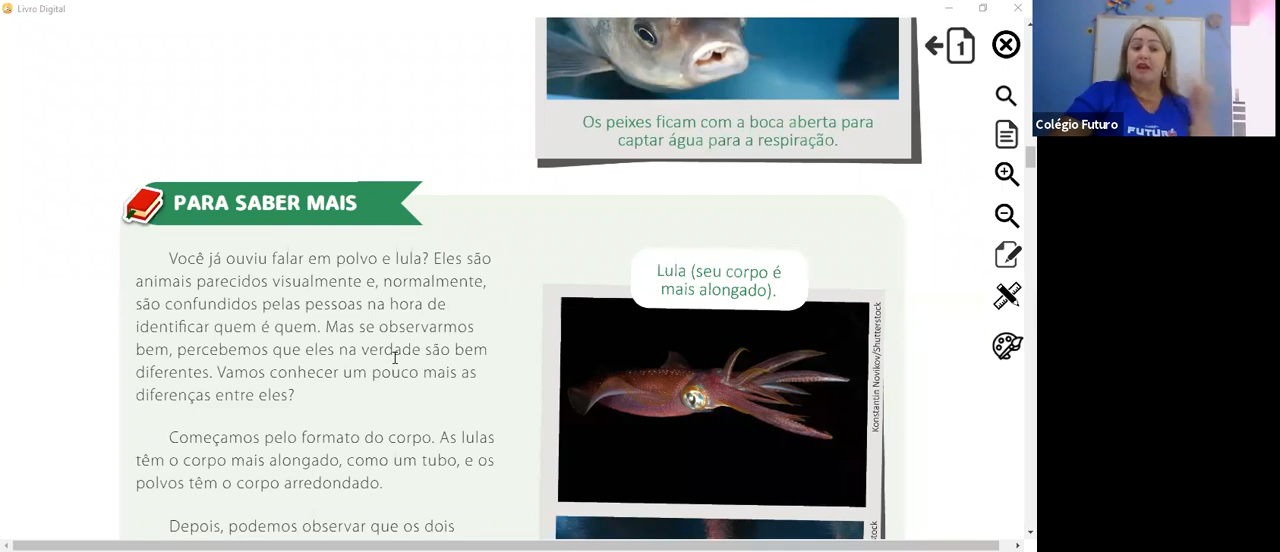 Livro Digital
1
Colégio Futuro
FUTURO
Os peixes ficam com a boca aberta para
captar água para a respiração.
PARA SABER MAIS
Você já ouviu falar em polvo e lula? Eles são
animais parecidos visualmente e, normalmente,
são confundidos pelas pessoas na hora de
identificar quem é quem. Mas se observarmos
bem, percebemos que eles na verdade são bem
diferentes. Vamos conhecer um pouco mais as
diferenças entre eles?
Começamos pelo formato do corpo. As lulas
têm o corpo mais alongado, como um tubo, e os
polvos têm o corpo arredondado.
Depois, podemos observar que os dois
Lula (seu corpo é
mais alongado).
Konstantin Novikov/Shutterstock
stock